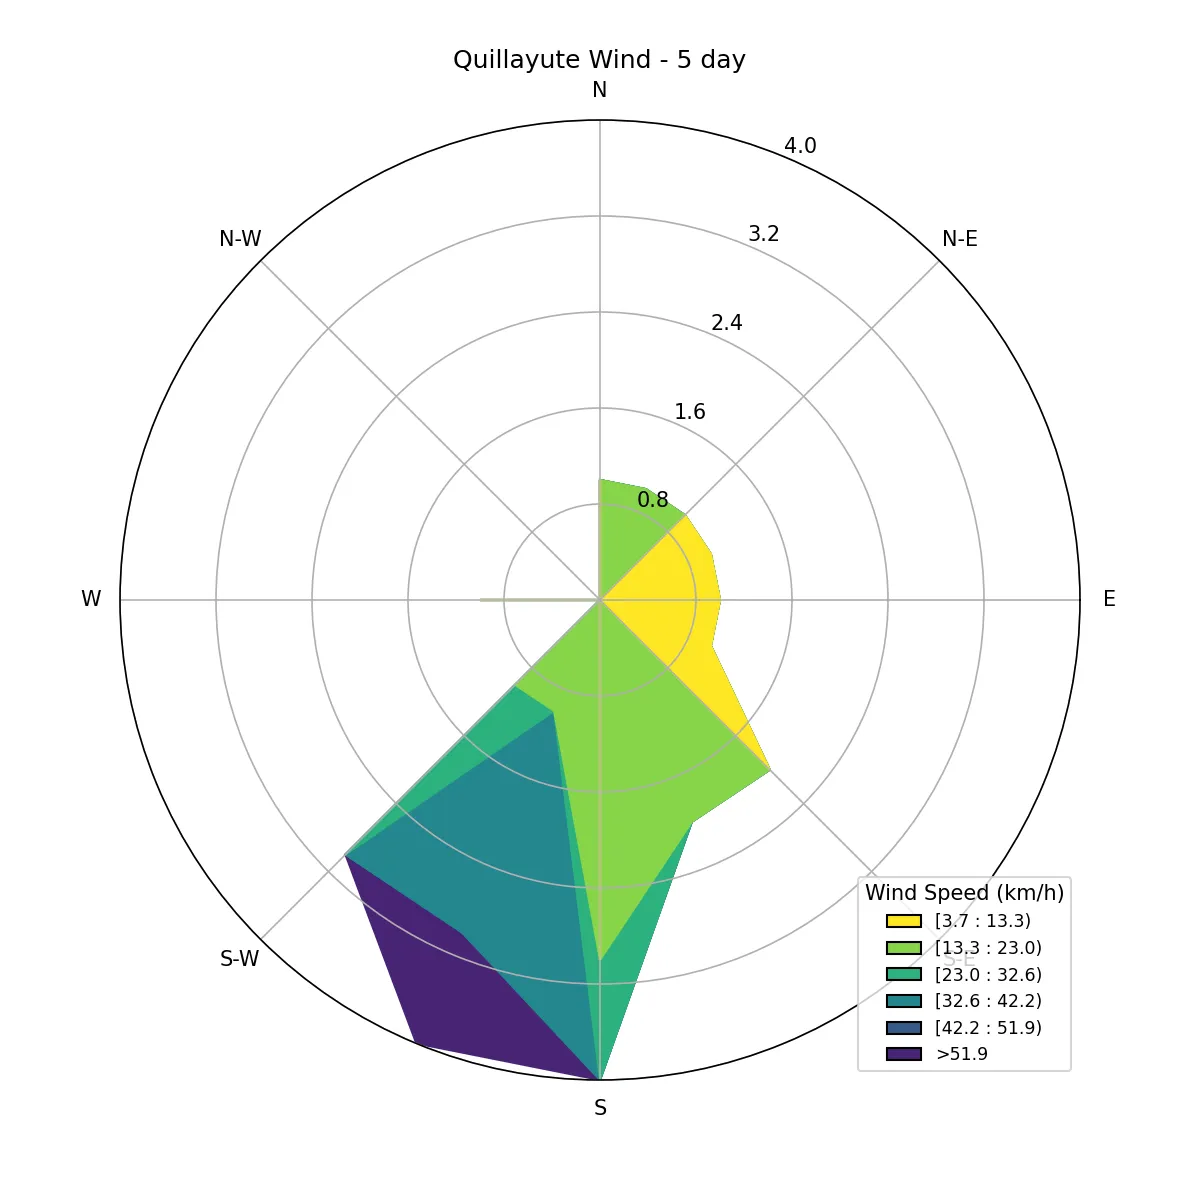 Quillayute Wind - 5 day
N
4.0
N-W
3.2
N-E
2.4
1.6
0.8
W
E
Wind Speed (km/h)
[3.7 : 13.3)
[13.3 : 23.0)
S-W
S-E
[23.0 : 32.6)
[32.6 : 42.2)
[42.2 : 51.9)
>51.9
S